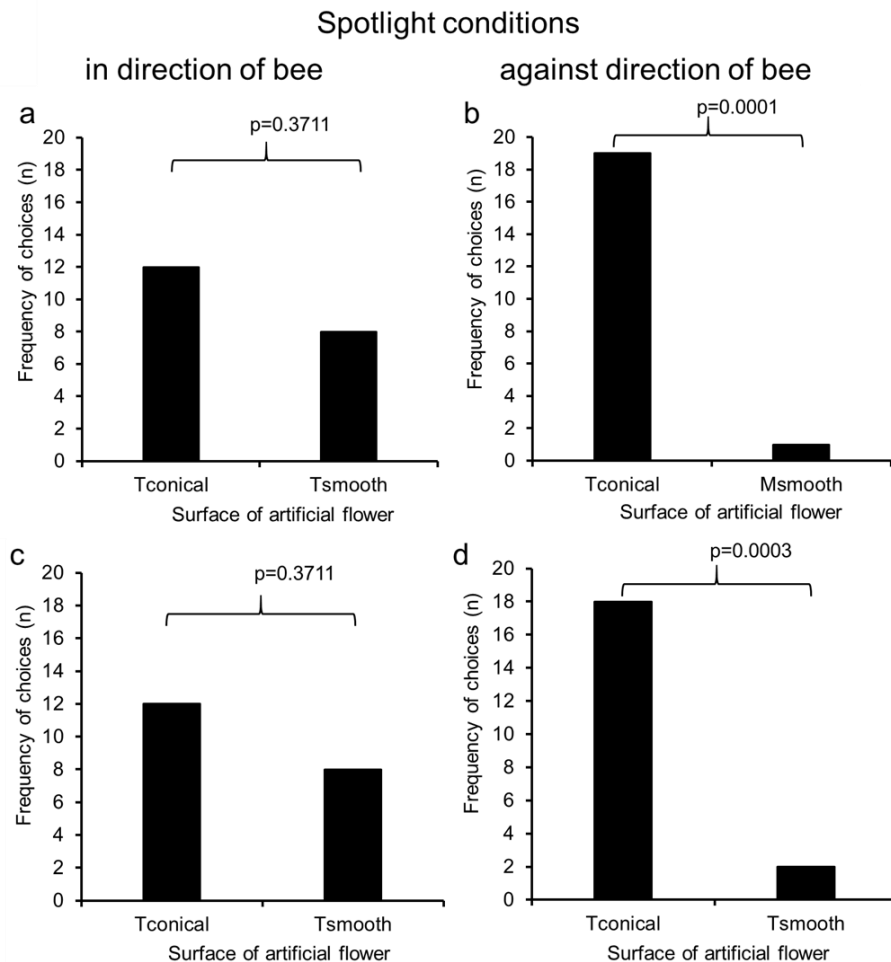 Spotlight conditions
in direction of bee
against direction of bee
a
p=0.3711
20
18
16
14
12
10
8
6
4
2
0
Frequency of choices (n)
Tconical
Tsmooth
Surface of artificial flower
b
p=0.0001
20
18
16
14
12
10
8
6
4
2
0
Frequency of choices (n)
Tconical
Msmooth
Surface of artificial flower
c
p=0.3711
20
18
16
14
12
10
8
6
4
2
0
Frequency of choices (n)
Tconical
Tsmooth
Surface of artificial flower
d
p=0.0003
20
18
16
14
12
10
8
6
4
2
0
Frequency of choices (n)
Tconical
Tsmooth
Surface of artificial flower